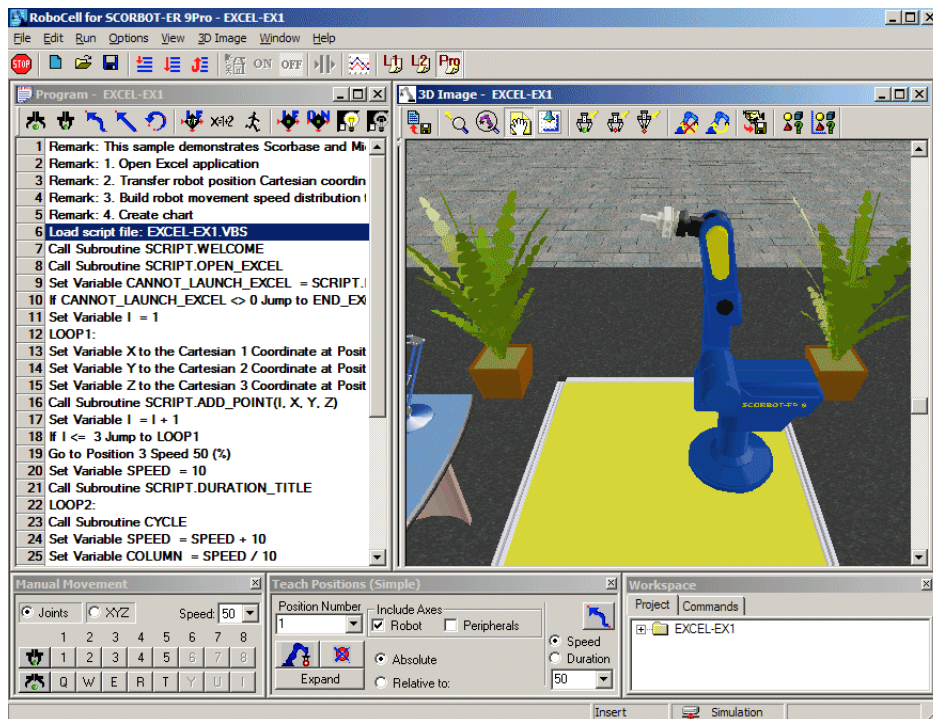 RoboCell for SCORBOT-ER 9Pro - EXCEL-EX1
File Edit Run Options View 3D Image Window Help
STOP ON OFF Prg
Program - EXCEL-EX1
X=1+2
1 Remark: This sample demonstrates Scorbase and Mi
2 Remark: 1. Open Excel application
3 Remark: 2. Transfer robot position Cartesian coordin
4 Remark: 3. Build robot movement speed distribution
5 Remark: 4. Create chart
6 Load script file: EXCEL-EX1.VBS
7 Call Subroutine SCRIPT.WELCOME
8 Call Subroutine SCRIPT.OPEN_EXCEL
9 Set Variable CANNOT_LAUNCH_EXCEL = SCRIPT.
10 If CANNOT_LAUNCH_EXCEL <> 0 Jump to END_EX
11 Set Variable I = 1
12 LOOP1:
13 Set Variable X to the Cartesian 1 Coordinate at Posit
14 Set Variable Y to the Cartesian 2 Coordinate at Posit
15 Set Variable Z to the Cartesian 3 Coordinate at Posit
16 Call Subroutine SCRIPT.ADD_POINT(I, X, Y, Z)
17 Set Variable I = I + 1
18 If I <= 3 Jump to LOOP1
19 Go to Position 3 Speed 50 (%)
20 Set Variable SPEED = 10
21 Call Subroutine SCRIPT.DURATION_TITLE
22 LOOP2:
23 Call Subroutine CYCLE
24 Set Variable SPEED = SPEED + 10
25 Set Variable COLUMN = SPEED / 10
3D Image - EXCEL-EX1
SCORBOT-ER 9
Manual Movement
Joints XYZ Speed: 50
1 2 3 4 5 6 7 8
1 2 3 4 5 6 7 8
Q W E R T Y U I
Teach Positions (Simple)
Position Number
1
Include Axes
Robot Peripherals
Expand
Absolute
Relative to:
Speed
Duration
50
Workspace
Project Commands
EXCEL-EX1
Insert Simulation